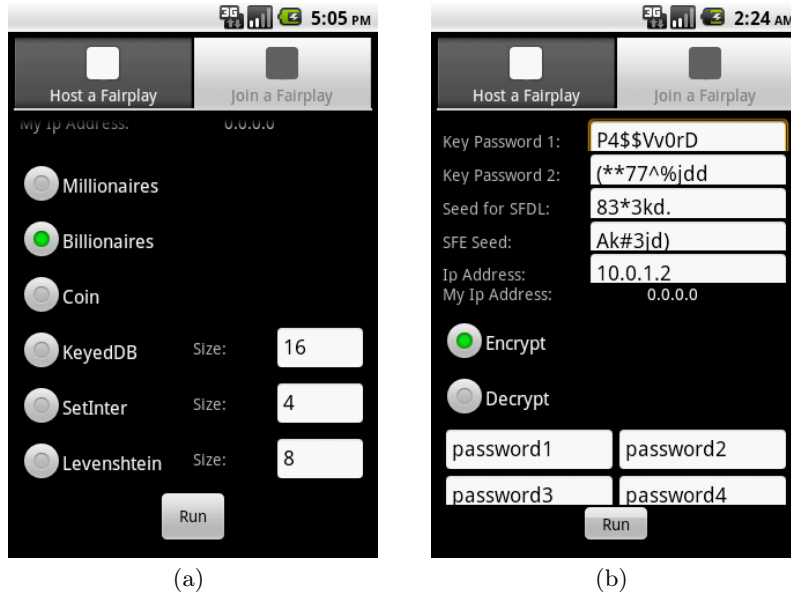 3G 5:05 PM
Host a Fairplay Join a Fairplay
My Ip Address: 0.0.0.0
Millionaires
Billionaires
Coin
KeyedDB Size: 16
SetInter Size: 4
Levenshtein Size: 8
Run
(a)
3G 2:24 AM
Host a Fairplay Join a Fairplay
Key Password 1: P4$$Vv0rD
Key Password 2: (**77^%jdd
Seed for SFDL: 83*3kd.
SFE Seed: Ak#3jd)
Ip Address: 10.0.1.2
My Ip Address: 0.0.0.0
Encrypt
Decrypt
password1 password2
password3 password4
Run
(b)